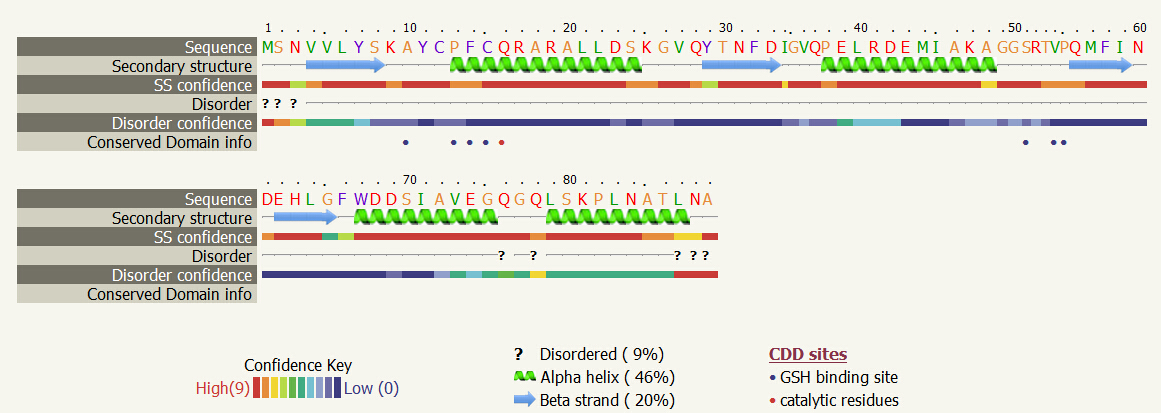 1 10 20 30 40 50 60
Sequence M S N V V L Y S K A Y C P F C Q R A R A L L D S K G V Q Y T N F D I G V Q P E L R D E M I A K A G G S R T V P Q M F I N
Secondary structure
SS confidence
Disorder ? ? ?
Disorder confidence
Conserved Domain info
70 80
Sequence D E H L G F W D D S I A V E G Q G Q L S K P L N A T L N A
Secondary structure
SS confidence
Disorder ? ? ? ? ?
Disorder confidence
Conserved Domain info
Confidence Key
High(9) Low (0)
? Disordered ( 9%)
Alpha helix ( 46%)
Beta strand ( 20%)
CDD sites
• GSH binding site
• catalytic residues